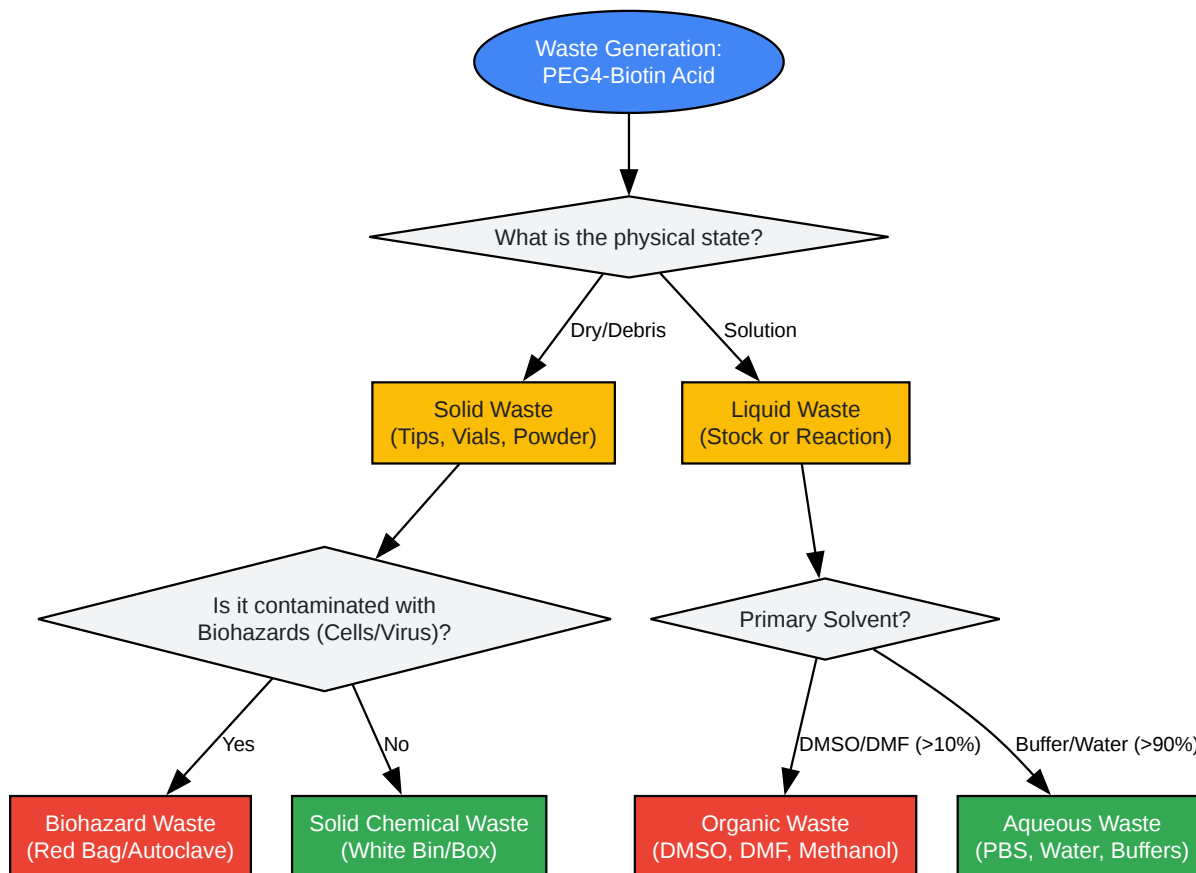 Waste Generation:
PEG4-Biotin Acid
What is the physical state?
Dry/Debris
Solution
Solid Waste
(Tips, Vials, Powder)
Liquid Waste
(Stock or Reaction)
Is it contaminated with
Biohazards (Cells/Virus)?
Primary Solvent?
Yes
No
DMSO/DMF (>10%)
Buffer/Water (>90%)
Biohazard Waste
(Red Bag/Autoclave)
Solid Chemical Waste
(White Bin/Box)
Organic Waste
(DMSO, DMF, Methanol)
Aqueous Waste
(PBS, Water, Buffers)